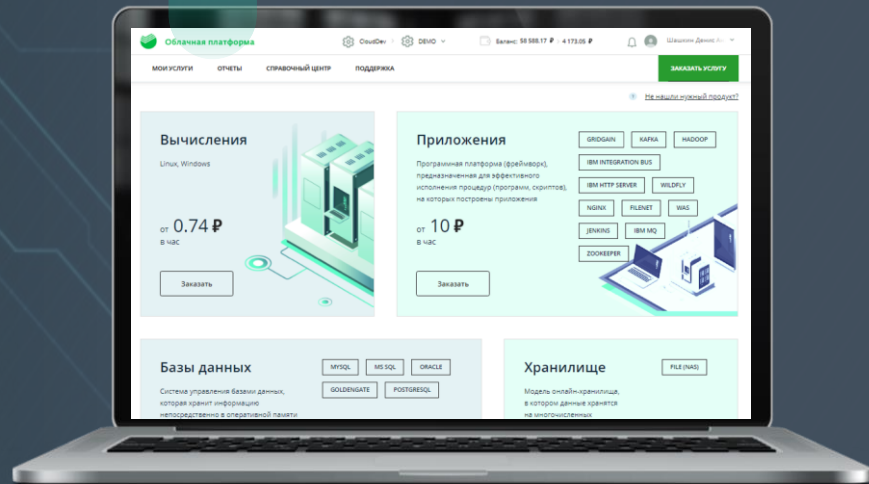 Облачная платформа
CloudDev
DEMO
Баланс: 58 588.17 ₽ / 4 173.05 ₽
Шашкин Денис
МОИ УСЛУГИ
ОТЧЕТЫ
СПРАВОЧНЫЙ ЦЕНТР
ПОДДЕРЖКА
ЗАКАЗАТЬ УСЛУГУ
Не нашли нужный продукт?
Вычисления
Linux, Windows
от 0.74 ₽
в час
Заказать
Приложения
Программная платформа (фреймворк),
предназначенная для эффективного
исполнения процедур (программ, скриптов),
на которых построены приложения
от 10 ₽
в час
Заказать
GRIDGAIN
KAFKA
HADOOP
IBM INTEGRATION BUS
IBM HTTP SERVER
WILDFLY
NGINX
FILENET
WAS
JENKINS
IBM MQ
ZOOKEEPER
Базы данных
Система управления базами данных,
которая хранит информацию
непосредственно в оперативной памяти
MYSQL
MS SQL
ORACLE
GOLDENGATE
POSTGRESQL
Хранилище
Модель онлайн-хранилища,
в котором данные хранятся
на многочисленных
FILE (NAS)